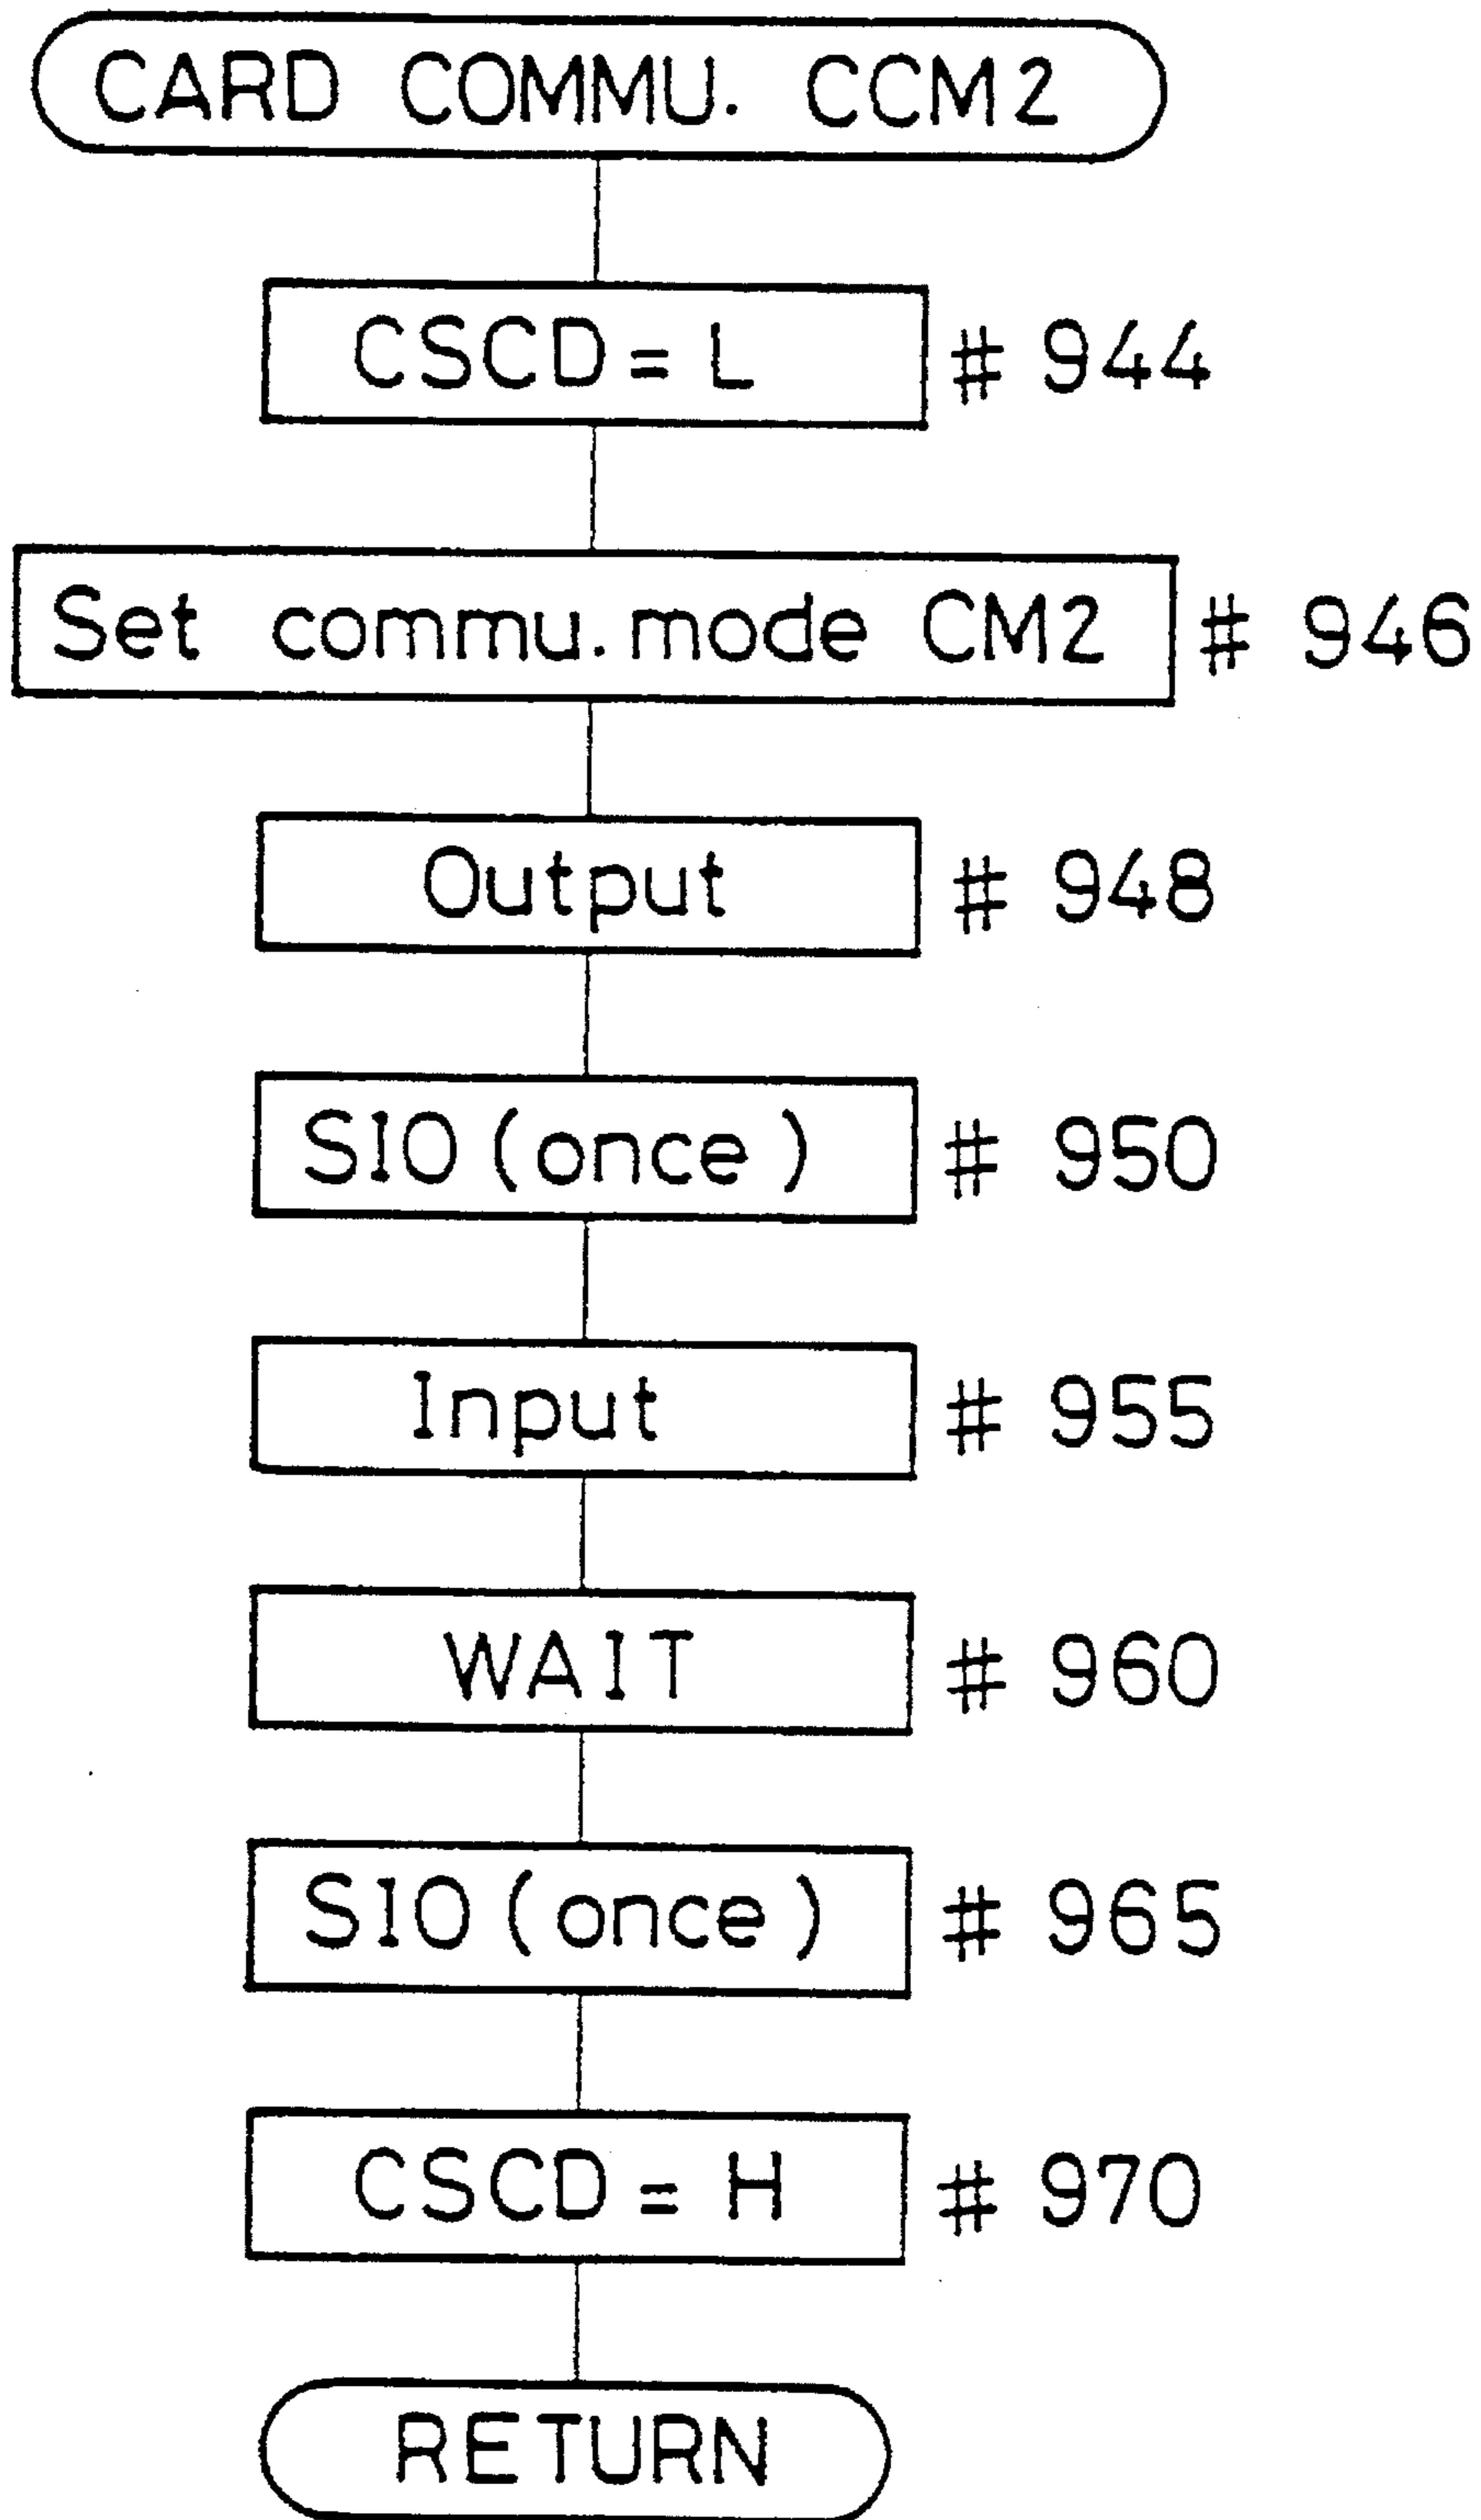 CARD COMMU. CCM2
CSCD = L # 944
Set commu. mode CM2 # 946
Output # 948
SIO (once) # 950
Input # 955
WAIT # 960
SIO (once) # 965
CSCD = H # 970
RETURN